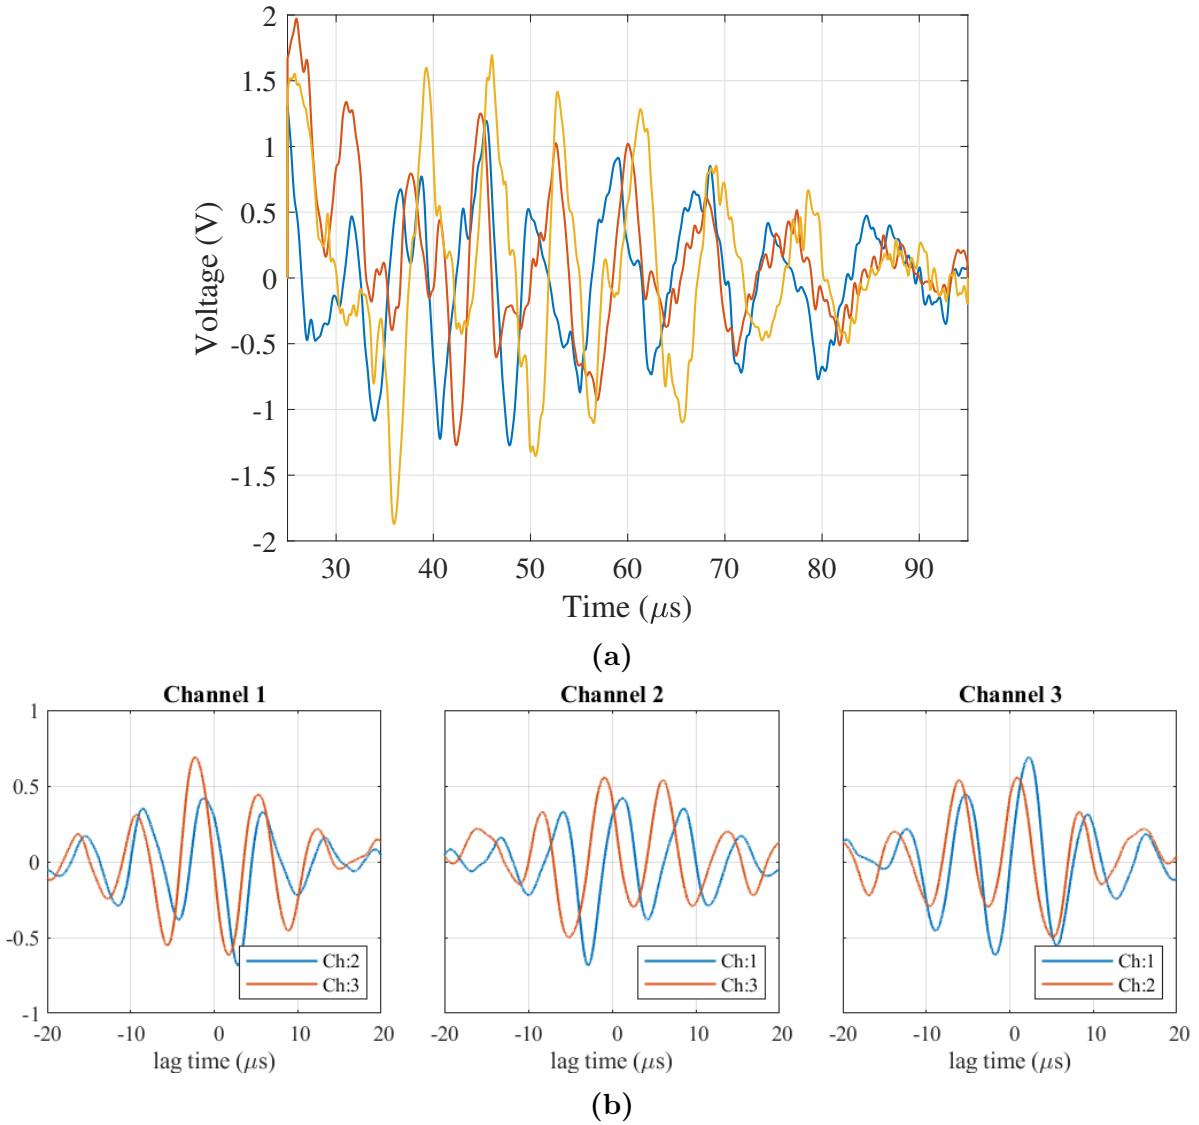 2
1.5
1
0.5
0
-0.5
-1
-1.5
-2
Voltage (V)
30 40 50 60 70 80 90
Time (μs)
(a)
Channel 1 Channel 2 Channel 3
1
0.5
0
-0.5
-1
Ch:2 Ch:1 Ch:1
Ch:3 Ch:3 Ch:2
-20 -10 0 10 20 -20 -10 0 10 20 -20 -10 0 10 20
lag time (μs) lag time (μs) lag time (μs)
(b)